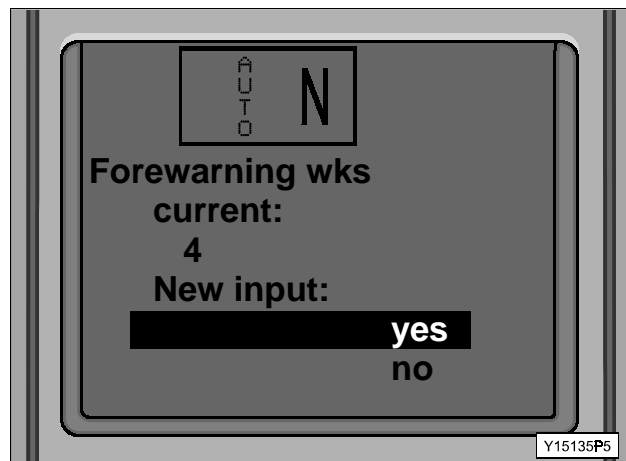 AUTO N
Forewarning wks
current:
4
New input:
yes
no
Y15135P5